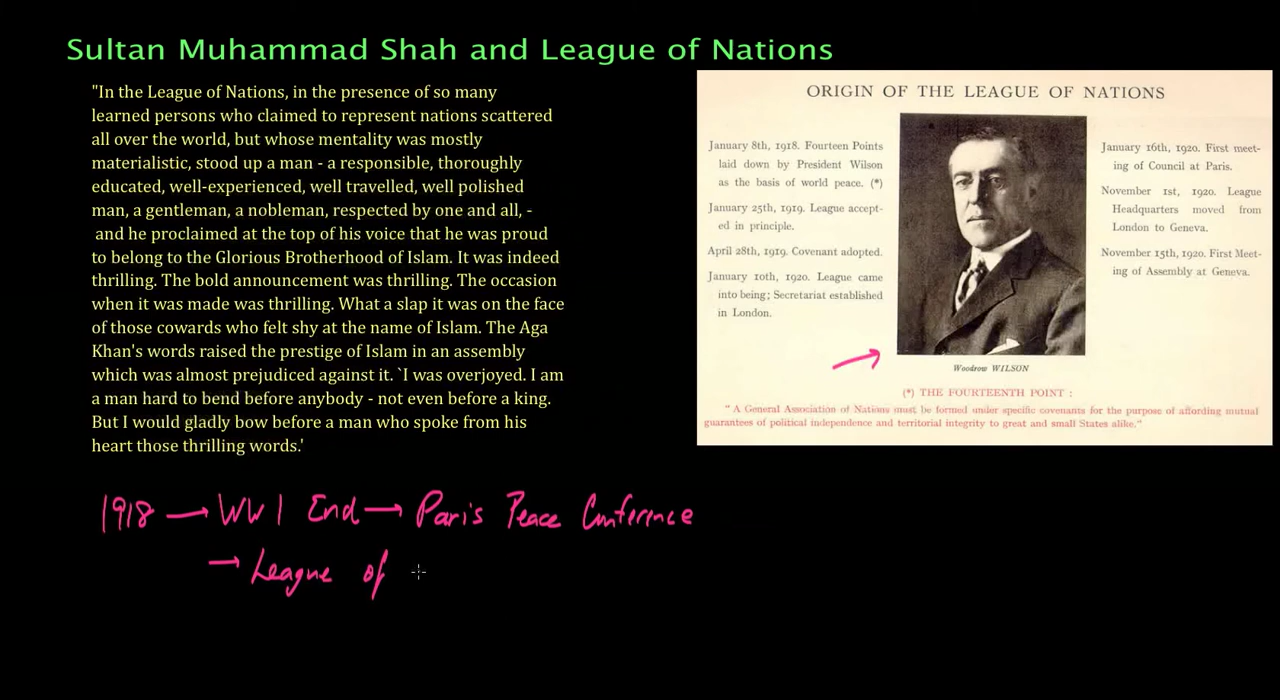 Sultan Muhammad Shah and League of Nations
"In the League of Nations, in the presence of so many
learned persons who claimed to represent nations scattered
all over the world, but whose mentality was mostly
materialistic, stood up a man - a responsible, thoroughly
educated, well-experienced, well travelled, well polished
man, a gentleman, a nobleman, respected by one and all, -
and he proclaimed at the top of his voice that he was proud
to belong to the Glorious Brotherhood of Islam. It was indeed
thrilling. The bold announcement was thrilling. The occasion
when it was made was thrilling. What a slap it was on the face
of those cowards who felt shy at the name of Islam. The Aga
Khan's words raised the prestige of Islam in an assembly
which was almost prejudiced against it. `I was overjoyed. I am
a man hard to bend before anybody - not even before a king.
But I would gladly bow before a man who spoke from his
heart those thrilling words.'
ORIGIN OF THE LEAGUE OF NATIONS
January 8th, 1918. Fourteen Points
laid down by President Wilson
as the basis of world peace. (*)
January 25th, 1919. League accept-
ed in principle.
April 28th, 1919. Covenant adopted.
January 10th, 1920. League came
into being; Secretariat established
in London.
January 16th, 1920. First meet-
ing of Council at Paris.
November 1st, 1920. League
Headquarters moved from
London to Geneva.
November 15th, 1920. First Meet-
ing of Assembly at Geneva.
Woodrow WILSON
(*) THE FOURTEENTH POINT :
" A General Association of Nations must be formed under specific covenants for the purpose of affording mutual
guarantees of political independence and territorial integrity to great and small States alike."
1918 → WW1 End → Paris Peace Conference
→ League of